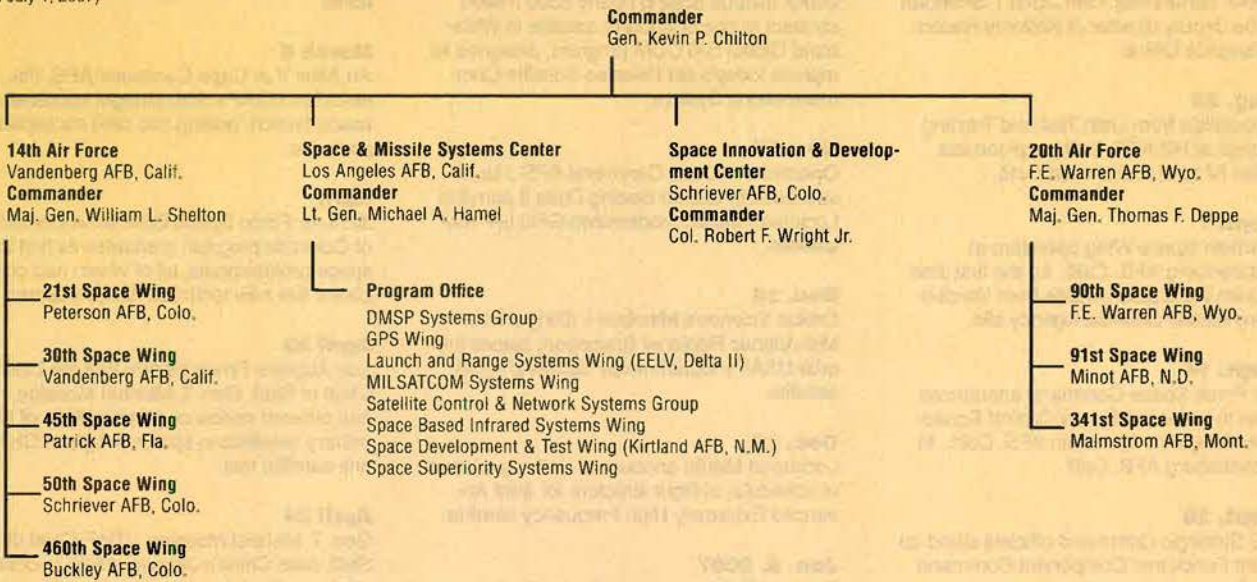 July 1, 2007)
Commander
Gen. Kevin P. Chilton
14th Air Force
Vandenberg AFB, Calif.
Commander
Maj. Gen. William L. Shelton
21st Space Wing
Peterson AFB, Colo.
30th Space Wing
Vandenberg AFB, Calif.
45th Space Wing
Patrick AFB, Fla.
50th Space Wing
Schriever AFB, Colo.
460th Space Wing
Buckley AFB, Colo.
Space & Missile Systems Center
Los Angeles AFB, Calif.
Commander
Lt. Gen. Michael A. Hamel
Program Office
DMSP Systems Group
GPS Wing
Launch and Range Systems Wing (EELV, Delta II)
MILSATCOM Systems Wing
Satellite Control & Network Systems Group
Space Based Infrared Systems Wing
Space Development & Test Wing (Kirtland AFB, N.M.)
Space Superiority Systems Wing
Space Innovation & Develop-
ment Center
Schriever AFB, Colo.
Commander
Col. Robert F. Wright Jr.
20th Air Force
F.E. Warren AFB, Wyo.
Commander
Maj. Gen. Thomas F. Deppe
90th Space Wing
F.E. Warren AFB, Wyo.
91st Space Wing
Minot AFB, N.D.
341st Space Wing
Malmstrom AFB, Mont.